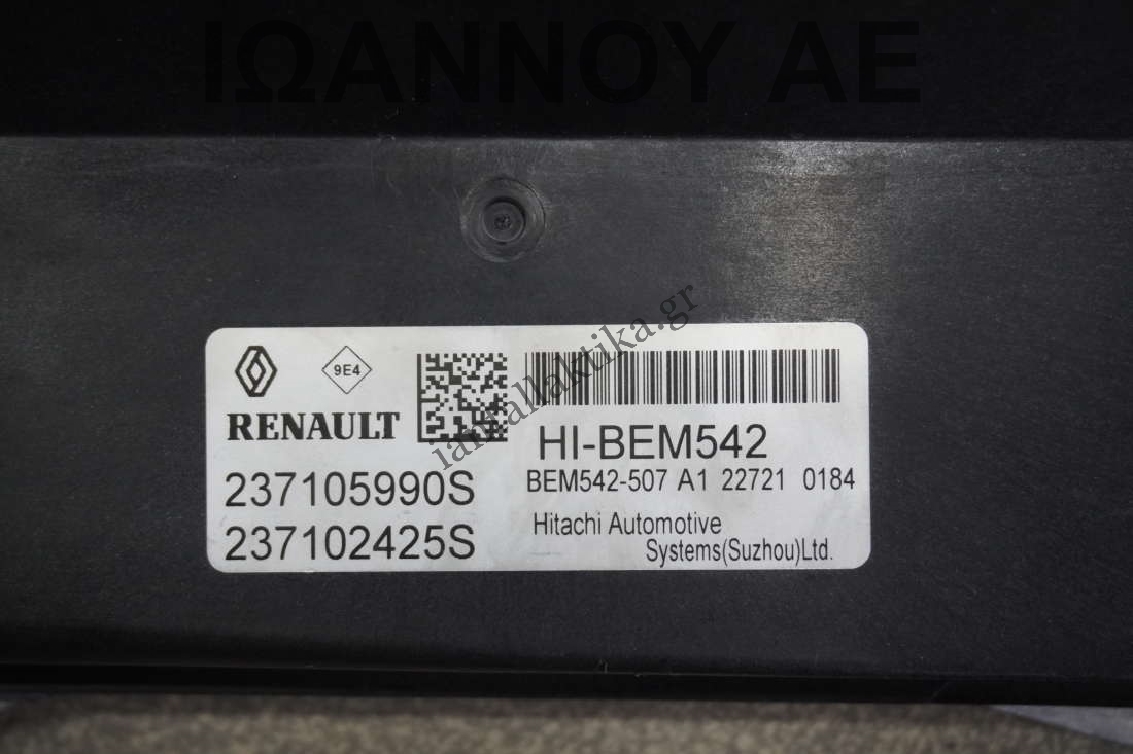 ΙΩΑΝΝΟΥ ΑΕ
iantallaktika.gr
9E4
RENAULT
237105990S
237102425S
HI-BEM542
BEM542-507 A1 22721 0184
Hitachi Automotive
Systems(Suzhou)Ltd.